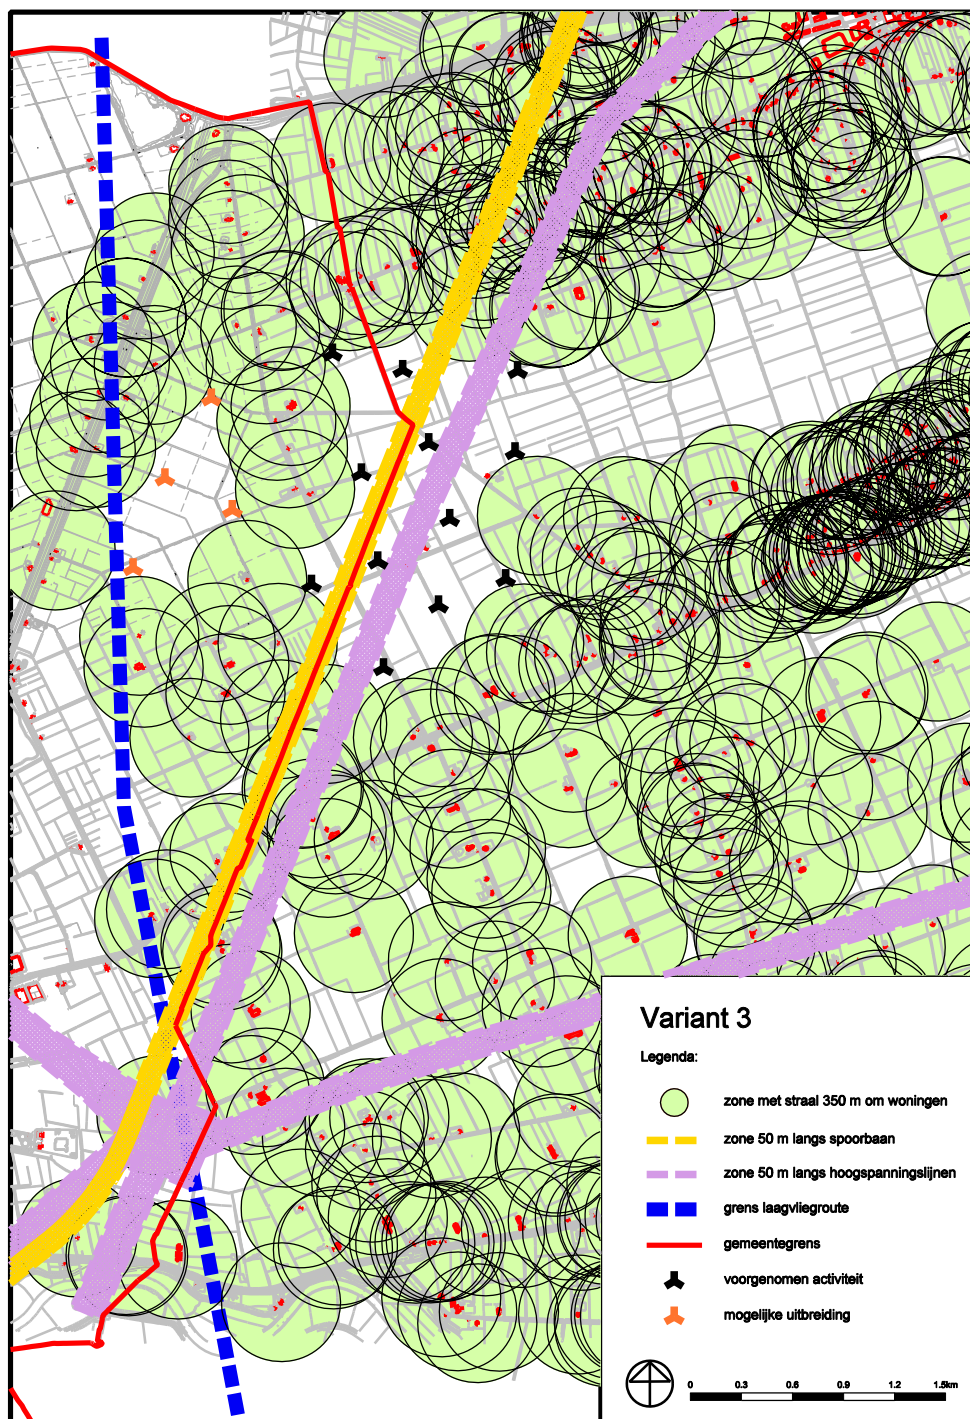 Variant 3
Legenda:
zone met straal 350 m om woningen
zone 50 m langs spoorbaan
zone 50 m langs hoogspanningslijnen
grens laagvliegroute
gemeentegrens
voorgenomen activiteit
mogelijke uitbreiding
0 0.3 0.6 0.9 1.2 1.5km